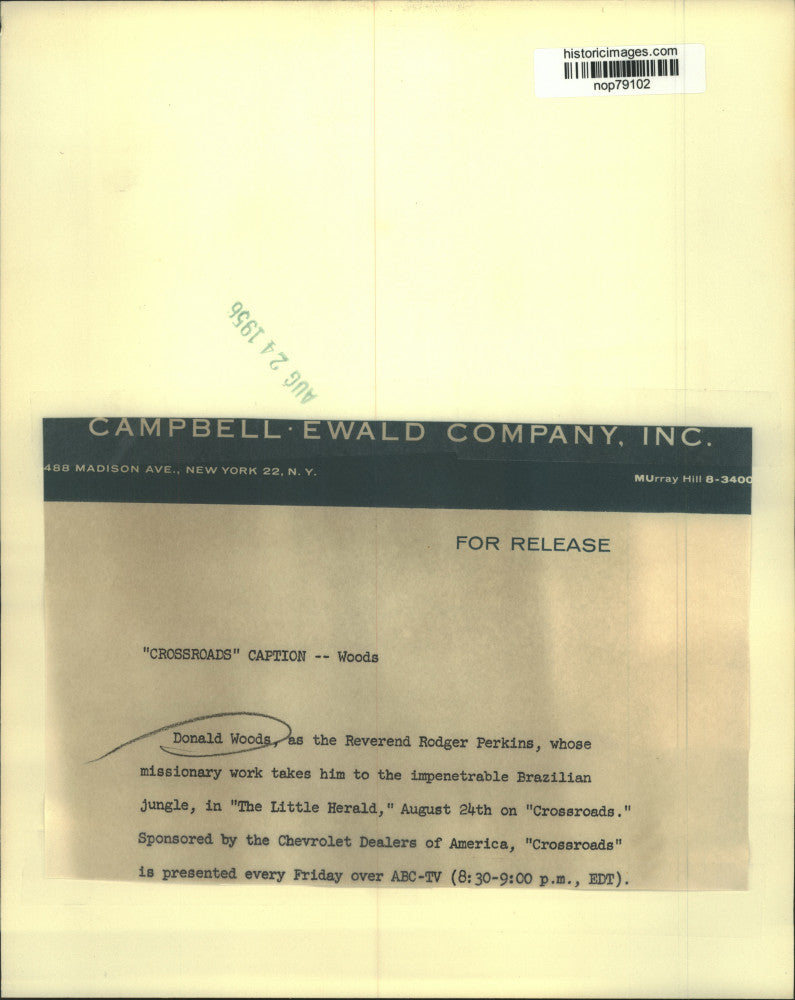 historicimages.com
nop79102
AUG 24 1956
CAMPBELL·EWALD COMPANY, INC.
488 MADISON AVE., NEW YORK 22, N. Y.
MUrray Hill 8-3400
FOR RELEASE
"CROSSROADS" CAPTION -- Woods
Donald Woods, as the Reverend Rodger Perkins, whose
missionary work takes him to the impenetrable Brazilian
jungle, in "The Little Herald," August 24th on "Crossroads."
Sponsored by the Chevrolet Dealers of America, "Crossroads"
is presented every Friday over ABC-TV (8:30-9:00 p.m., EDT).